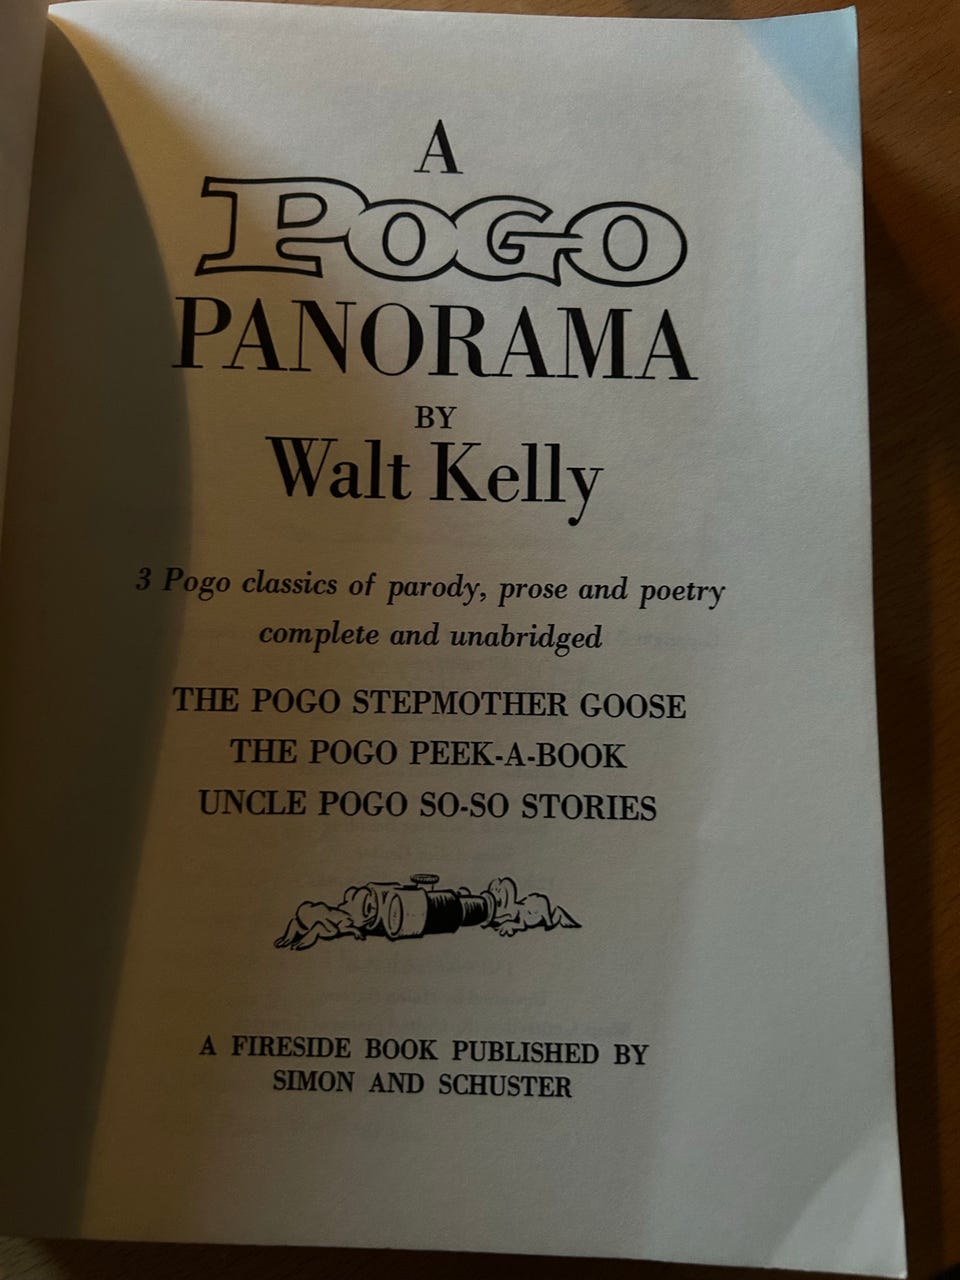 A
POGO
PANORAMA
BY
Walt Kelly
3 Pogo classics of parody, prose and poetry
complete and unabridged
THE POGO STEPMOTHER GOOSE
THE POGO PEEK-A-BOOK
UNCLE POGO SO-SO STORIES
A FIRESIDE BOOK PUBLISHED BY
SIMON AND SCHUSTER